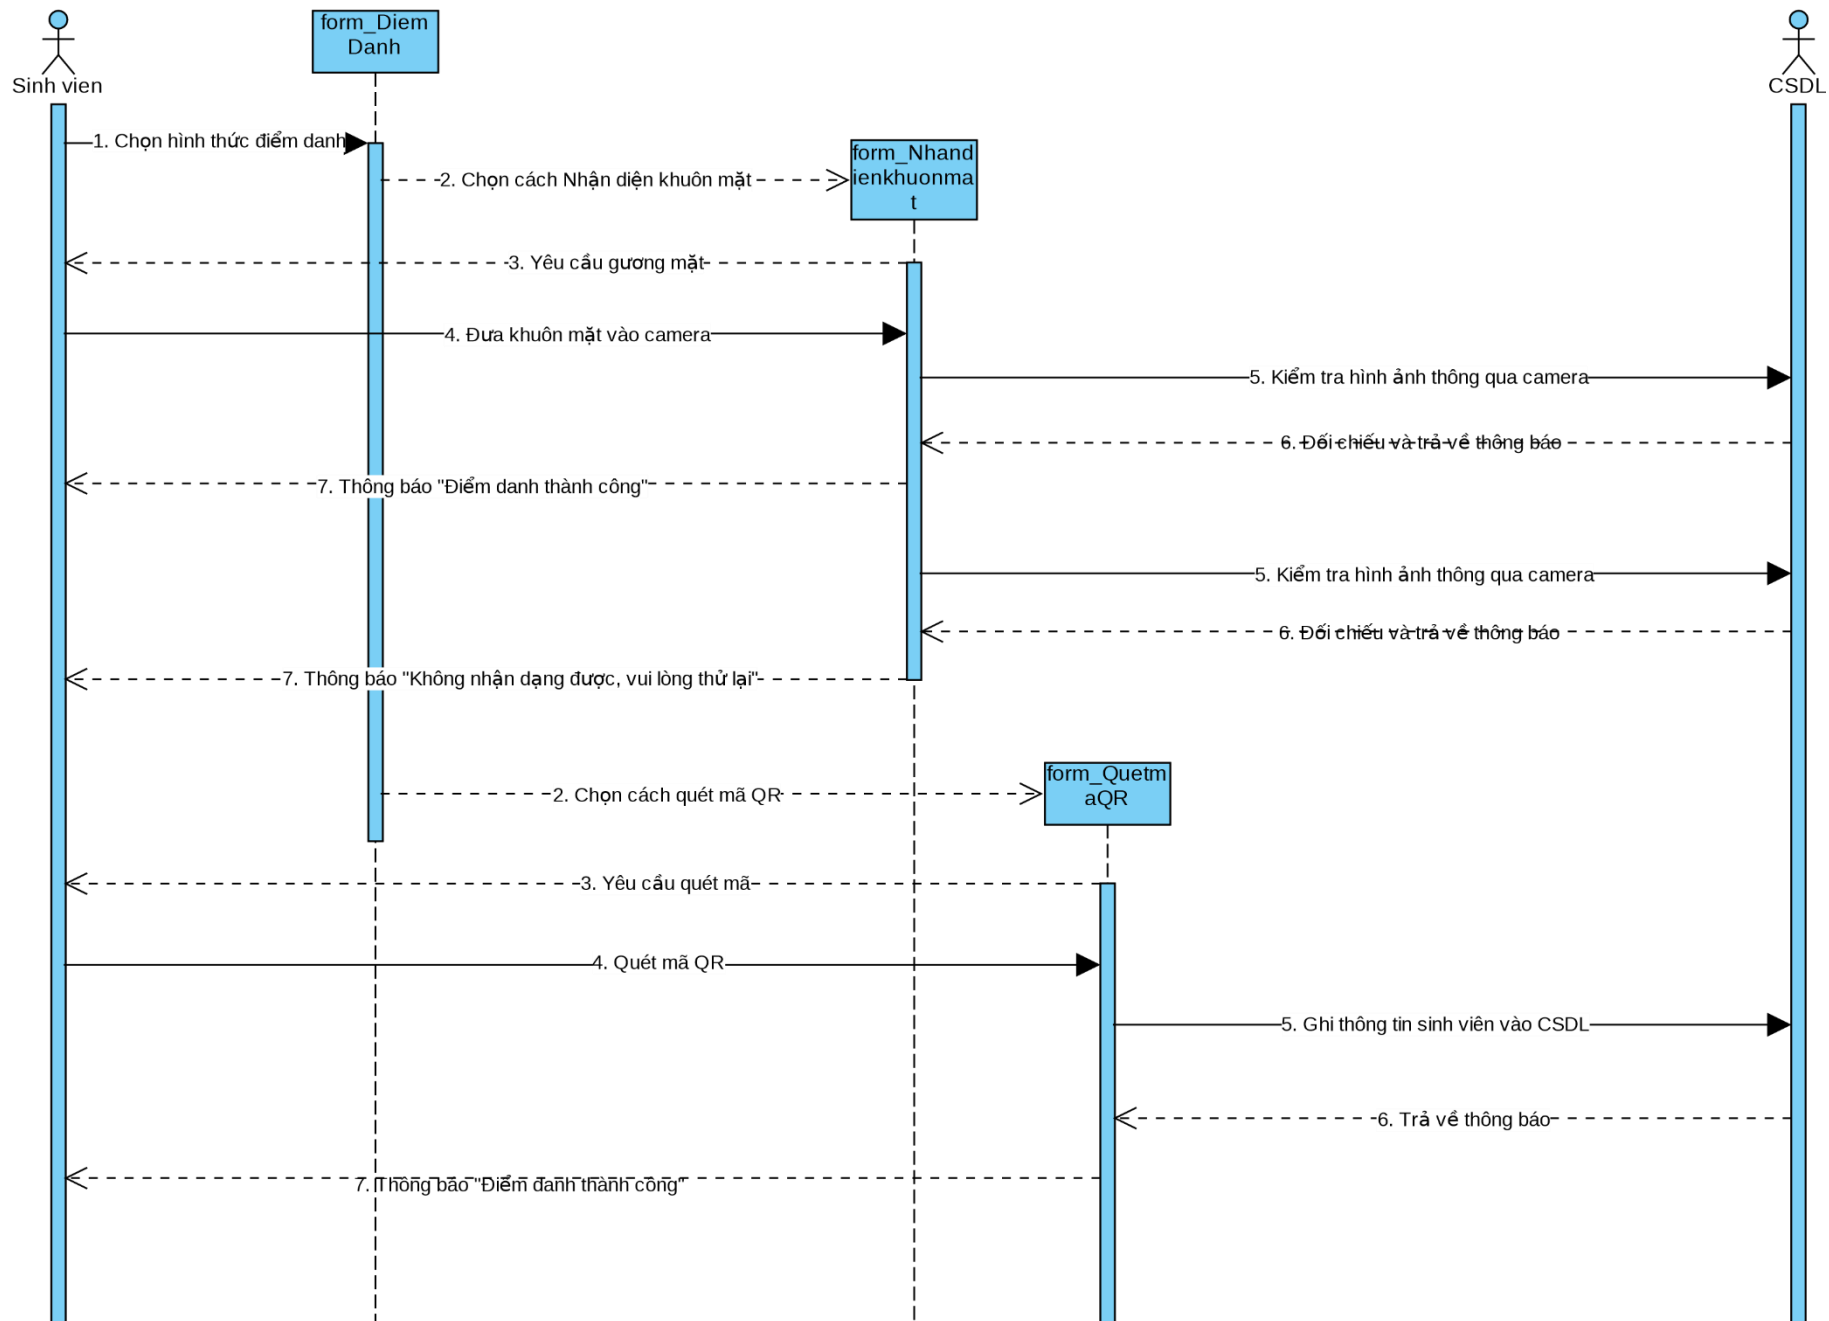 form_Diem
Danh
Sinh vien
CSDL
1. Chọn hình thức điểm danh
form_Nhand
ienkhuonma
t
2. Chọn cách Nhận diện khuôn mặt
3. Yêu cầu gương mặt
4. Đưa khuôn mặt vào camera
5. Kiểm tra hình ảnh thông qua camera
6. Đối chiếu và trả về thông báo
7. Thông báo "Điểm danh thành công"
5. Kiểm tra hình ảnh thông qua camera
6. Đối chiếu và trả về thông báo
7. Thông báo "Không nhận dạng được, vui lòng thử lại"
form_Quetm
aQR
2. Chọn cách quét mã QR
3. Yêu cầu quét mã
4. Quét mã QR
5. Ghi thông tin sinh viên vào CSDL
6. Trả về thông báo
7. Thông báo "Điểm danh thành công"